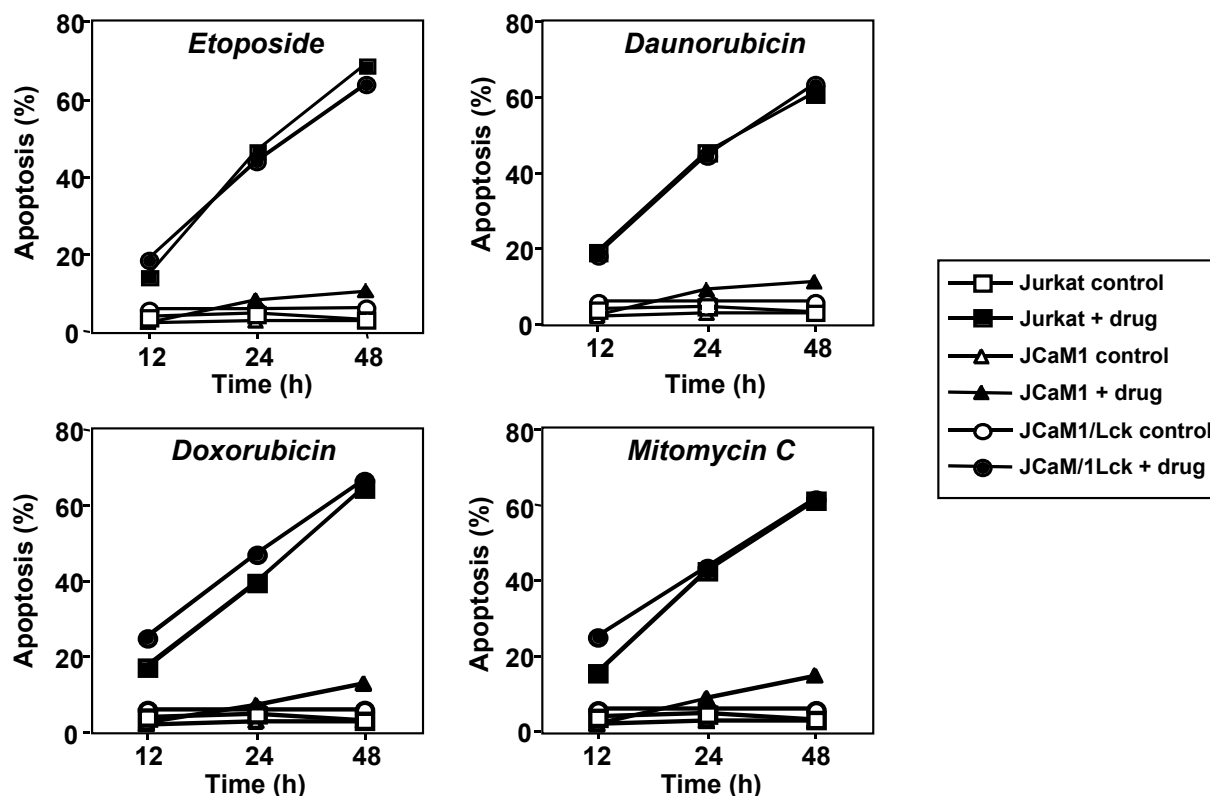 Etoposide
Apoptosis (%)
80
60
40
20
0
12 24 48
Time (h)
Daunorubicin
Apoptosis (%)
80
60
40
20
0
12 24 48
Time (h)
Doxorubicin
Apoptosis (%)
80
60
40
20
0
12 24 48
Time (h)
Mitomycin C
Apoptosis (%)
80
60
40
20
0
12 24 48
Time (h)
Jurkat control
Jurkat + drug
JCaM1 control
JCaM1 + drug
JCaM1/Lck control
JCaM/1Lck + drug